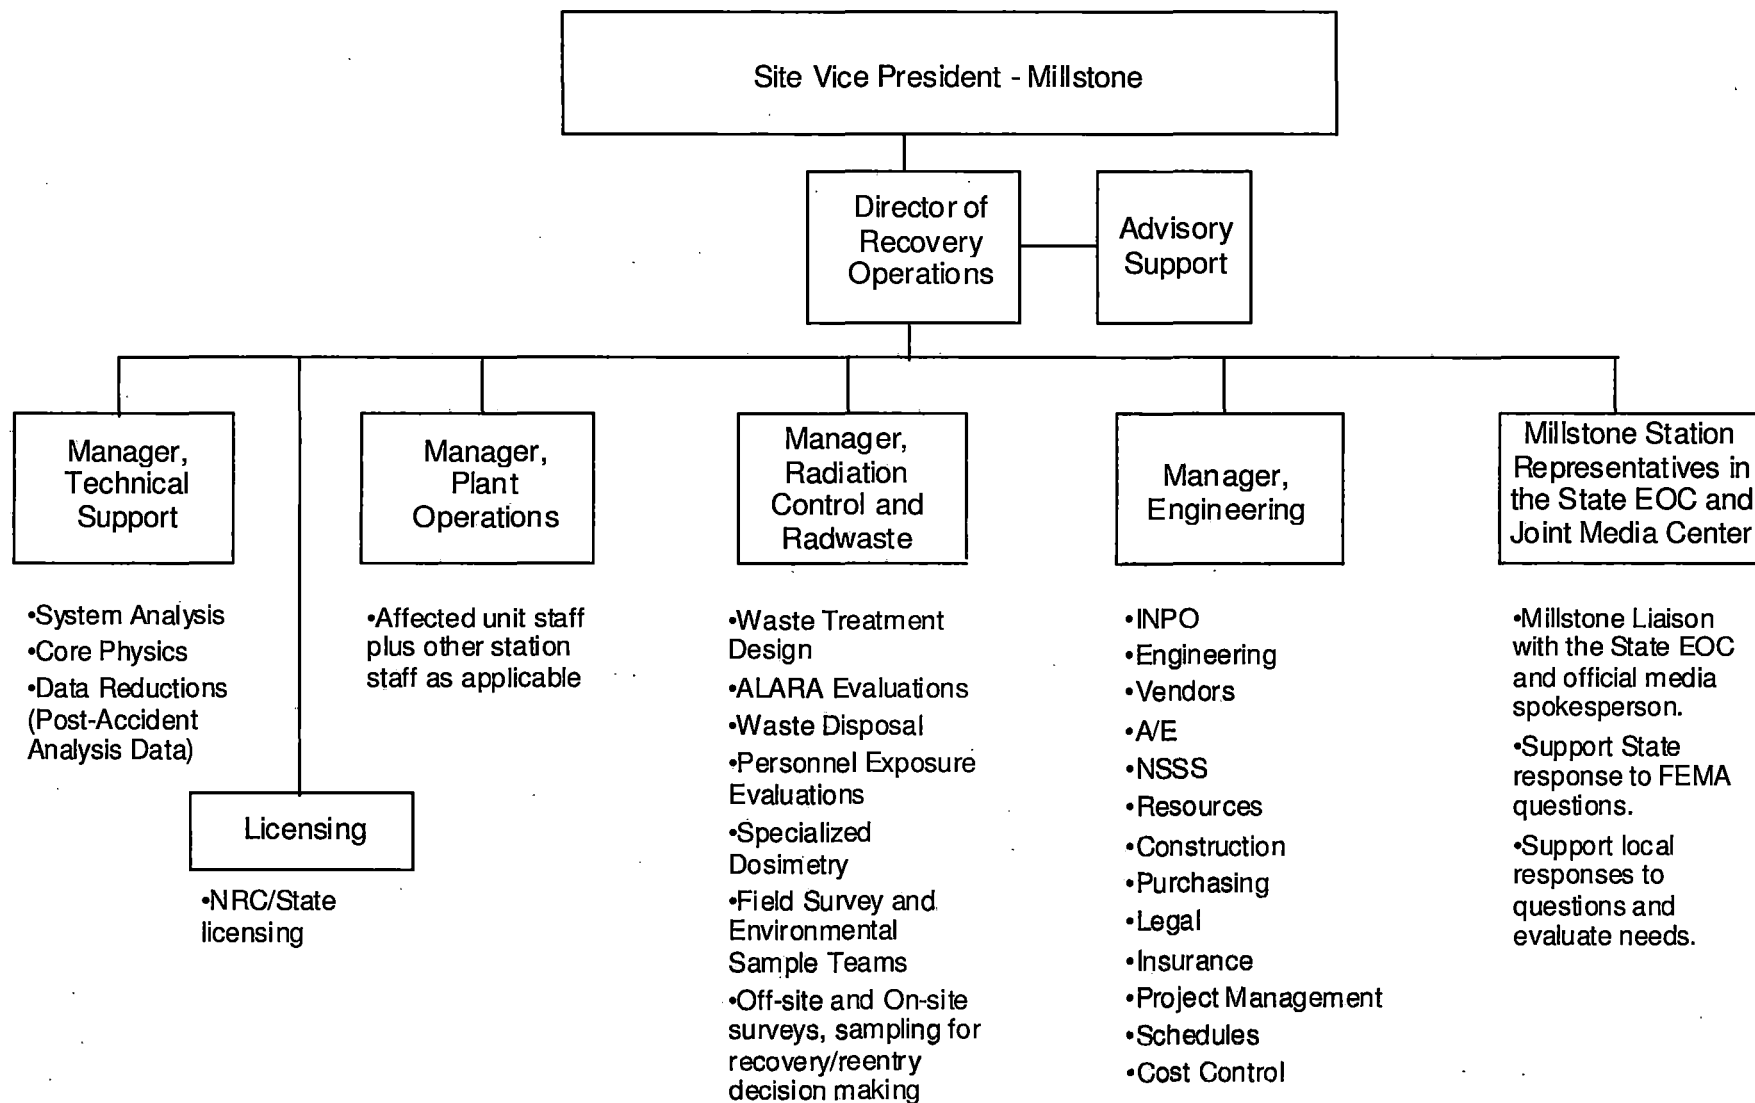 Site Vice President - Millstone
Director of
Recovery
Operations
Advisory
Support
Manager,
Technical
Support
•System Analysis
•Core Physics
•Data Reductions
(Post-Accident
Analysis Data)
Licensing
•NRC/State
licensing
Manager,
Plant
Operations
•Affected unit staff
plus other station
staff as applicable
Manager,
Radiation
Control and
Radwaste
•Waste Treatment
Design
•ALARA Evaluations
•Waste Disposal
•Personnel Exposure
Evaluations
•Specialized
Dosimetry
•Field Survey and
Environmental
Sample Teams
•Off-site and On-site
surveys, sampling for
recovery/reentry
decision making
Manager,
Engineering
•INPO
•Engineering
•Vendors
•A/E
•NSSS
•Resources
•Construction
•Purchasing
•Legal
•Insurance
•Project Management
•Schedules
•Cost Control
Millstone Station
Representatives in
the State EOC and
Joint Media Center
•Millstone Liaison
with the State EOC
and official media
spokesperson.
•Support State
response to FEMA
questions.
•Support local
responses to
questions and
evaluate needs.